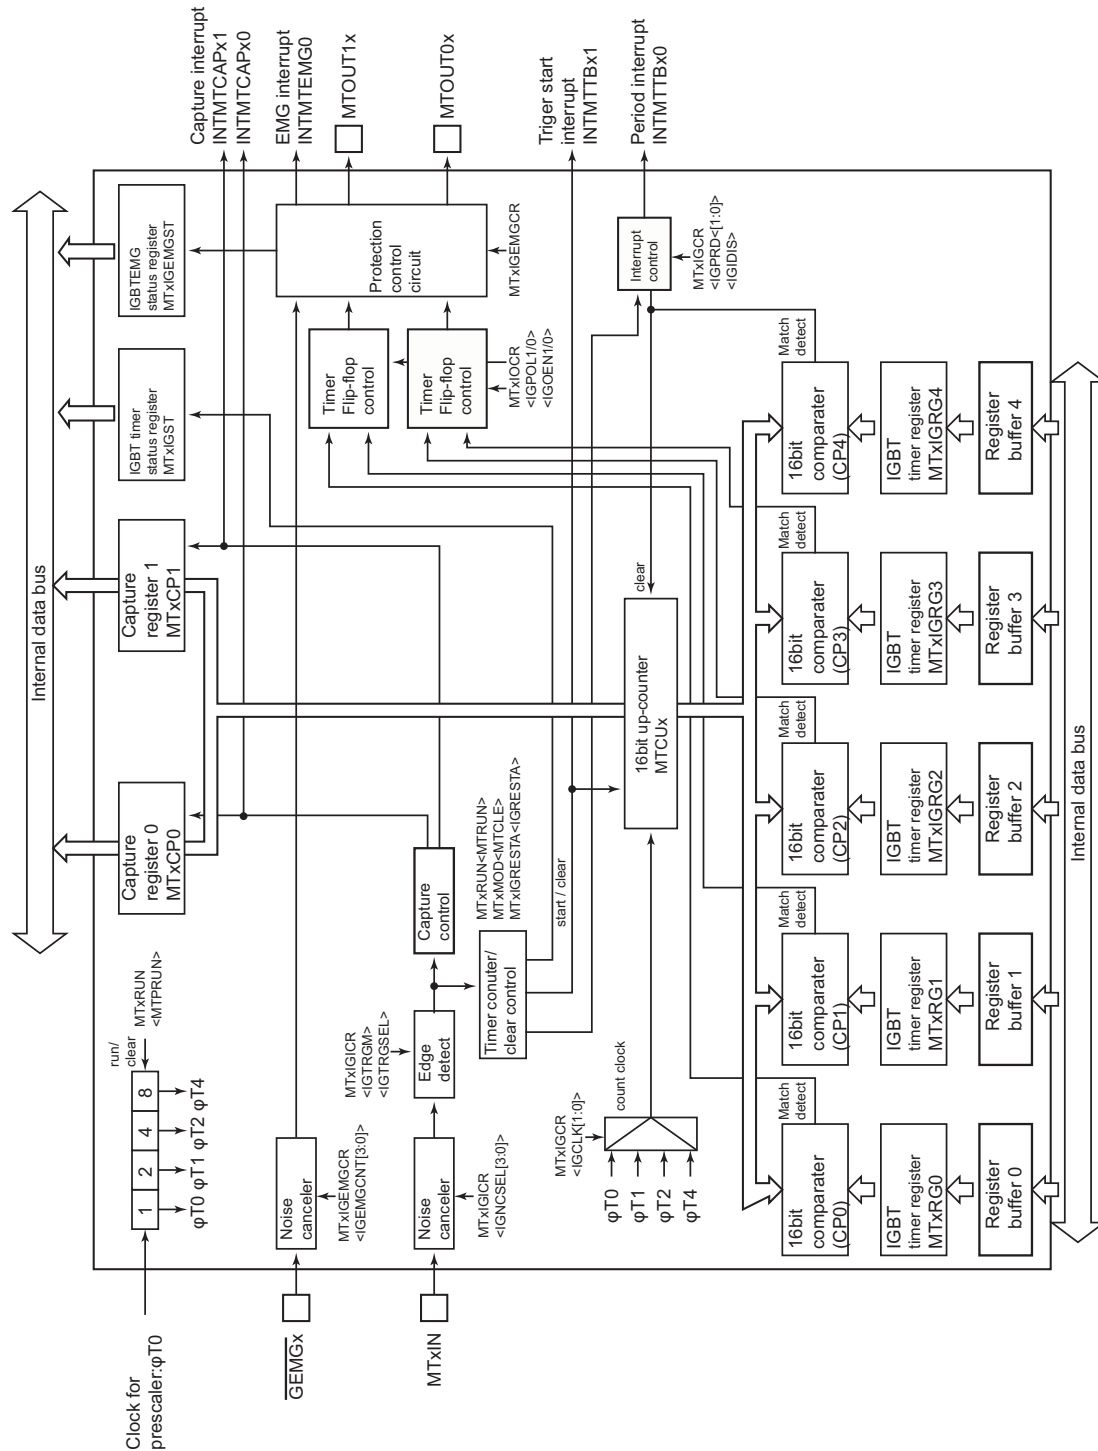 Internal data bus
Clock for
prescaler:φT0
1
2
4
8
run/
clear
MTxRUN
<MTPRUN>
φT0
φT1
φT2
φT4
Capture
register 0
MTxCP0
Capture
register 1
MTxCP1
IGBT timer
status register
MTxIGST
IGBTEMG
status register
MTxIGEMGST
Capture interrupt
INTMTCAPx1
INTMTCAPx0
GEMGx
Noise
canceler
MTxIGEMGCR
<IGEMGCNT[3:0]>
Protection
control
circuit
MTxIGEMGCR
EMG interrupt
INTMTEMG0
MTOUT1x
MTOUT0x
Timer
Flip-flop
control
Timer
Flip-flop
control
MTxIOCR
<IGPOL1/0>
<IGOEN1/0>
MTxIN
Noise
canceler
MTxIGICR
<IGNCSEL[3:0]>
MTxIGICR
<IGTRGM>
<IGTRGSEL>
Edge
detect
Capture
control
Timer conuter/
clear control
MTxRUN<MTRUN>
MTxMOD<MTCLE>
MTxIGRESTA<IGRESTA>
start / clear
Triger start
interrupt
INTMTTBx1
Period interrupt
INTMTTBx0
Interrupt
control
MTxIGCR
<IGPRD<[1:0]>
<IGIDIS>
MTxIGCR
<IGCLK[1:0]>
φT0
φT1
φT2
φT4
count clock
16bit up-counter
MTCUx
clear
Match
detect
Match
detect
Match
detect
Match
detect
Match
detect
16bit
comparater
(CP0)
16bit
comparater
(CP1)
16bit
comparater
(CP2)
16bit
comparater
(CP3)
16bit
comparater
(CP4)
IGBT
timer register
MTxRG0
IGBT
timer register
MTxRG1
IGBT
timer register
MTxIGRG2
IGBT
timer register
MTxIGRG3
IGBT
timer register
MTxIGRG4
Register
buffer 0
Register
buffer 1
Register
buffer 2
Register
buffer 3
Register
buffer 4
Internal data bus